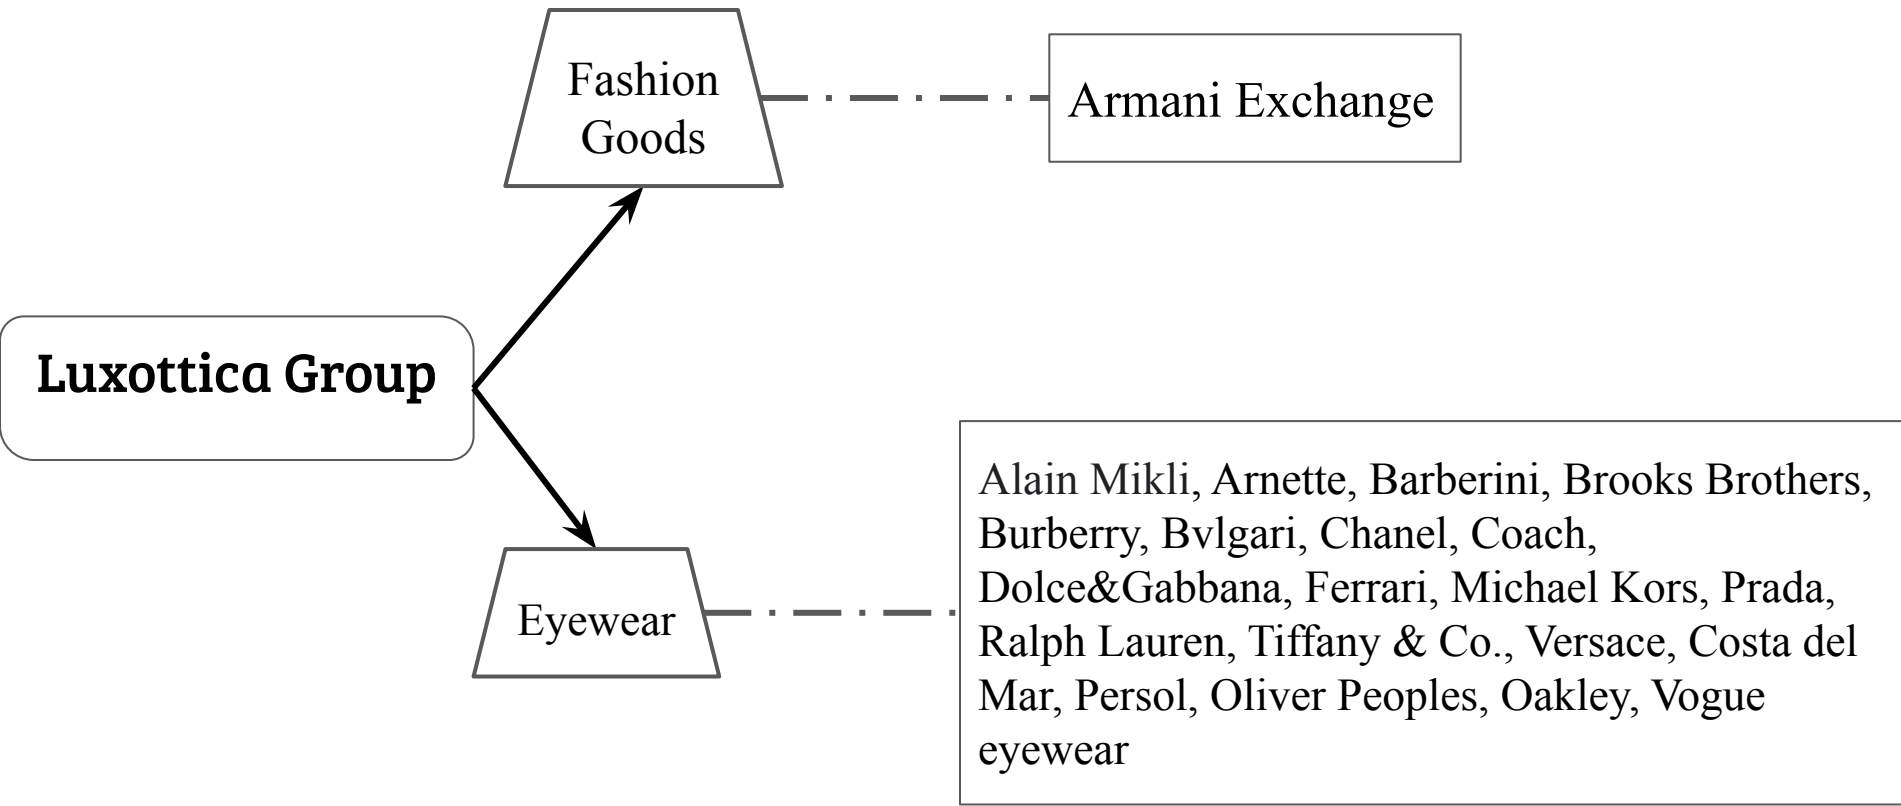 Fashion
Goods
Armani Exchange
Luxottica Group
Eyewear
Alain Mikli, Arnette, Barberini, Brooks Brothers,
Burberry, Bvlgari, Chanel, Coach,
Dolce&Gabbana, Ferrari, Michael Kors, Prada,
Ralph Lauren, Tiffany & Co., Versace, Costa del
Mar, Persol, Oliver Peoples, Oakley, Vogue
eyewear